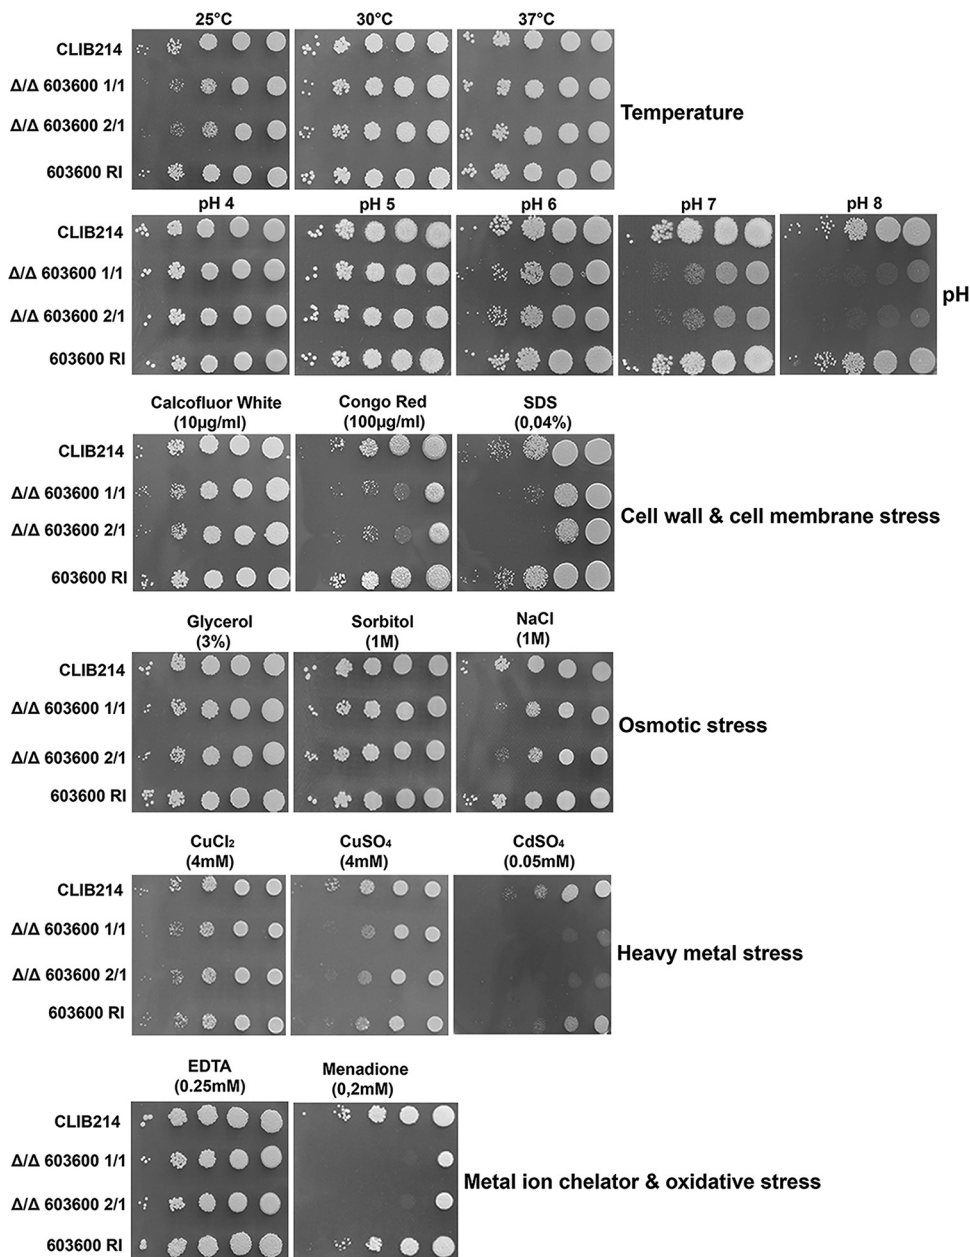 25°C 30°C 37°C
CLIB214
Δ/Δ 603600 1/1
Temperature
Δ/Δ 603600 2/1
603600 RI
pH 4 pH 5 pH 6 pH 7 pH 8
CLIB214
Δ/Δ 603600 1/1
pH
Δ/Δ 603600 2/1
603600 RI
Calcofluor White Congo Red SDS
(10µg/ml) (100µg/ml) (0,04%)
CLIB214
Δ/Δ 603600 1/1
Cell wall & cell membrane stress
Δ/Δ 603600 2/1
603600 RI
Glycerol Sorbitol NaCl
(3%) (1M) (1M)
CLIB214
Δ/Δ 603600 1/1
Osmotic stress
Δ/Δ 603600 2/1
603600 RI
CuCl₂ CuSO₄ CdSO₄
(4mM) (4mM) (0.05mM)
CLIB214
Δ/Δ 603600 1/1
Heavy metal stress
Δ/Δ 603600 2/1
603600 RI
EDTA Menadione
(0.25mM) (0,2mM)
CLIB214
Δ/Δ 603600 1/1
Metal ion chelator & oxidative stress
Δ/Δ 603600 2/1
603600 RI